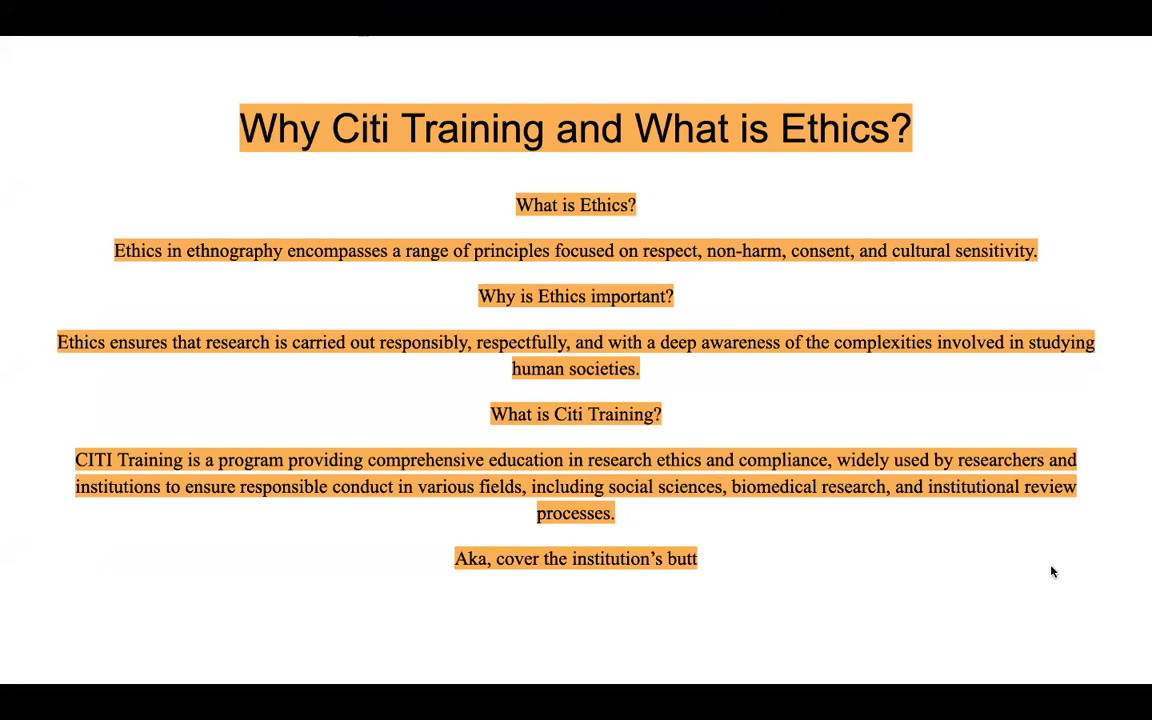 Why Citi Training and What is Ethics?
What is Ethics?
Ethics in ethnography encompasses a range of principles focused on respect, non-harm, consent, and cultural sensitivity.
Why is Ethics important?
Ethics ensures that research is carried out responsibly, respectfully, and with a deep awareness of the complexities involved in studying
human societies.
What is Citi Training?
CITI Training is a program providing comprehensive education in research ethics and compliance, widely used by researchers and
institutions to ensure responsible conduct in various fields, including social sciences, biomedical research, and institutional review
processes.
Aka, cover the institution’s butt